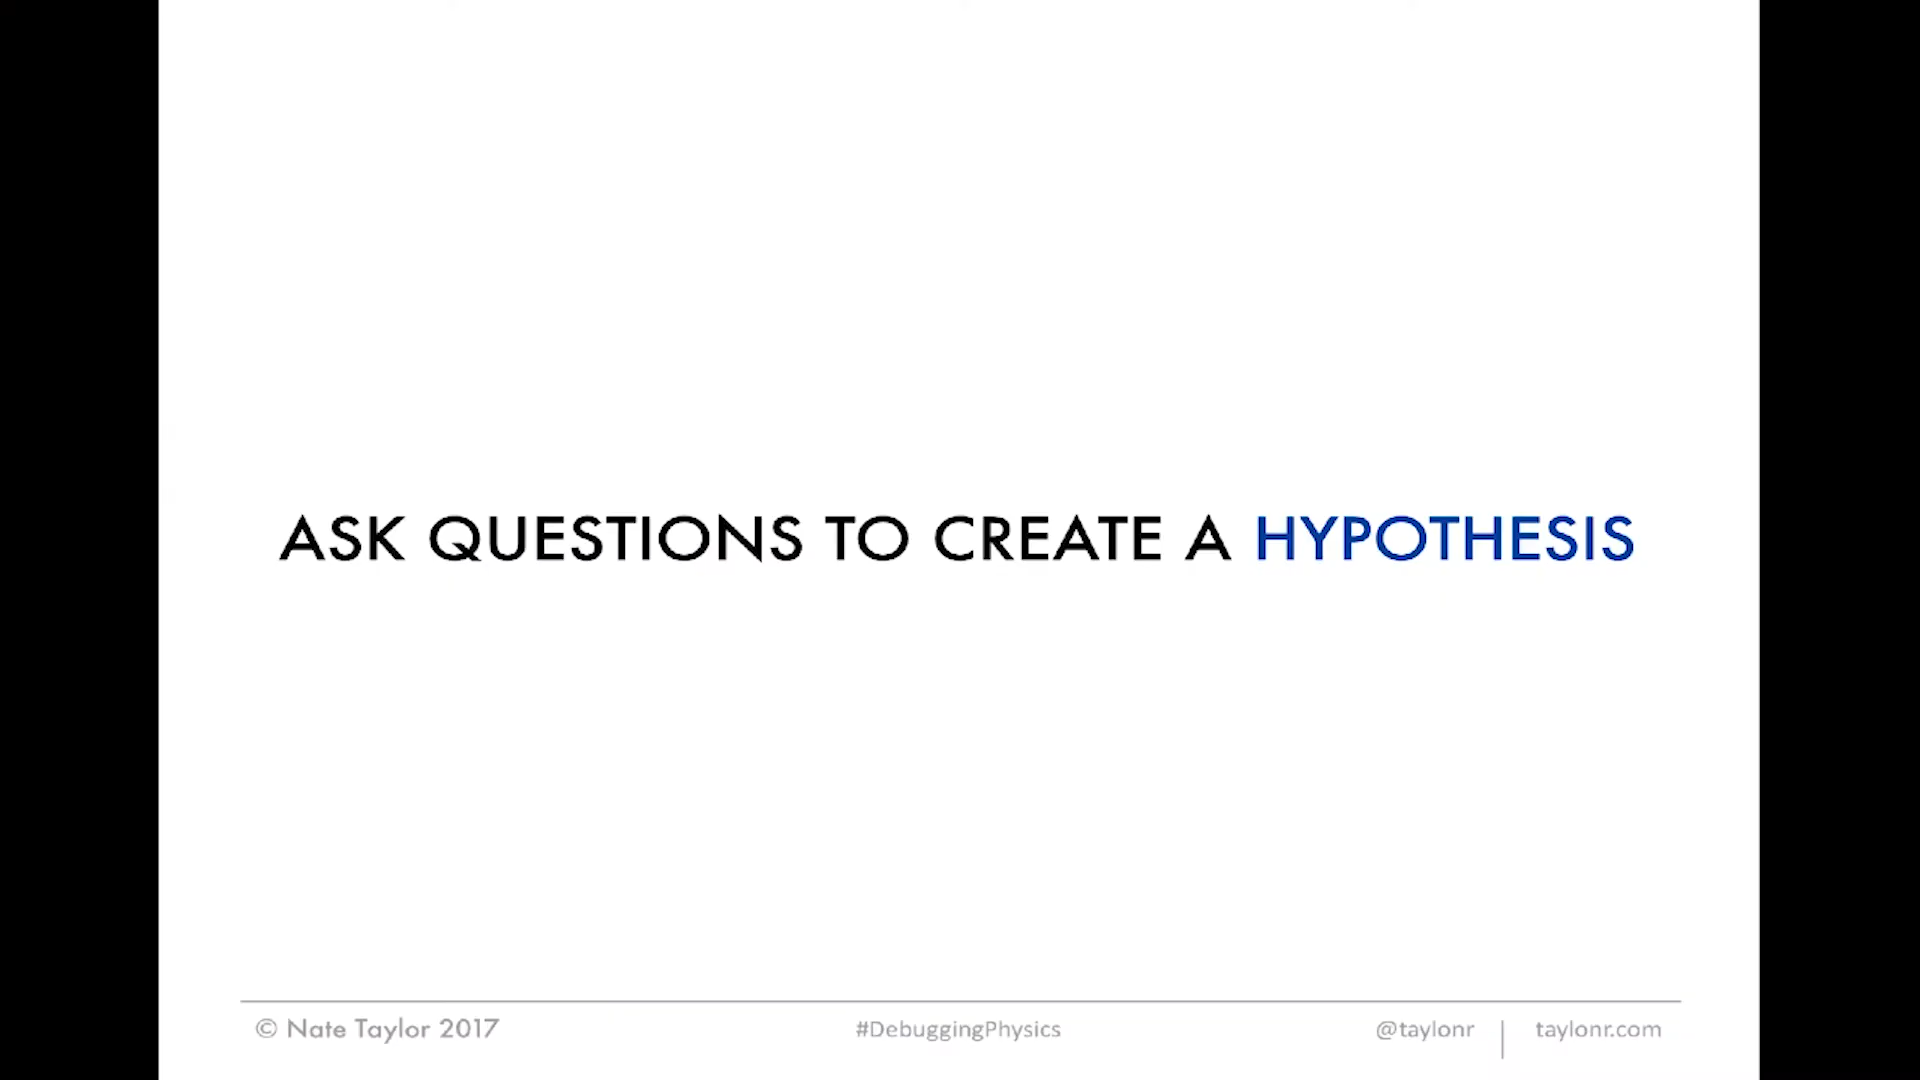 ASK QUESTIONS TO CREATE A HYPOTHESIS
© Nate Taylor 2017 #DebuggingPhysics @taylonr | taylonr.com